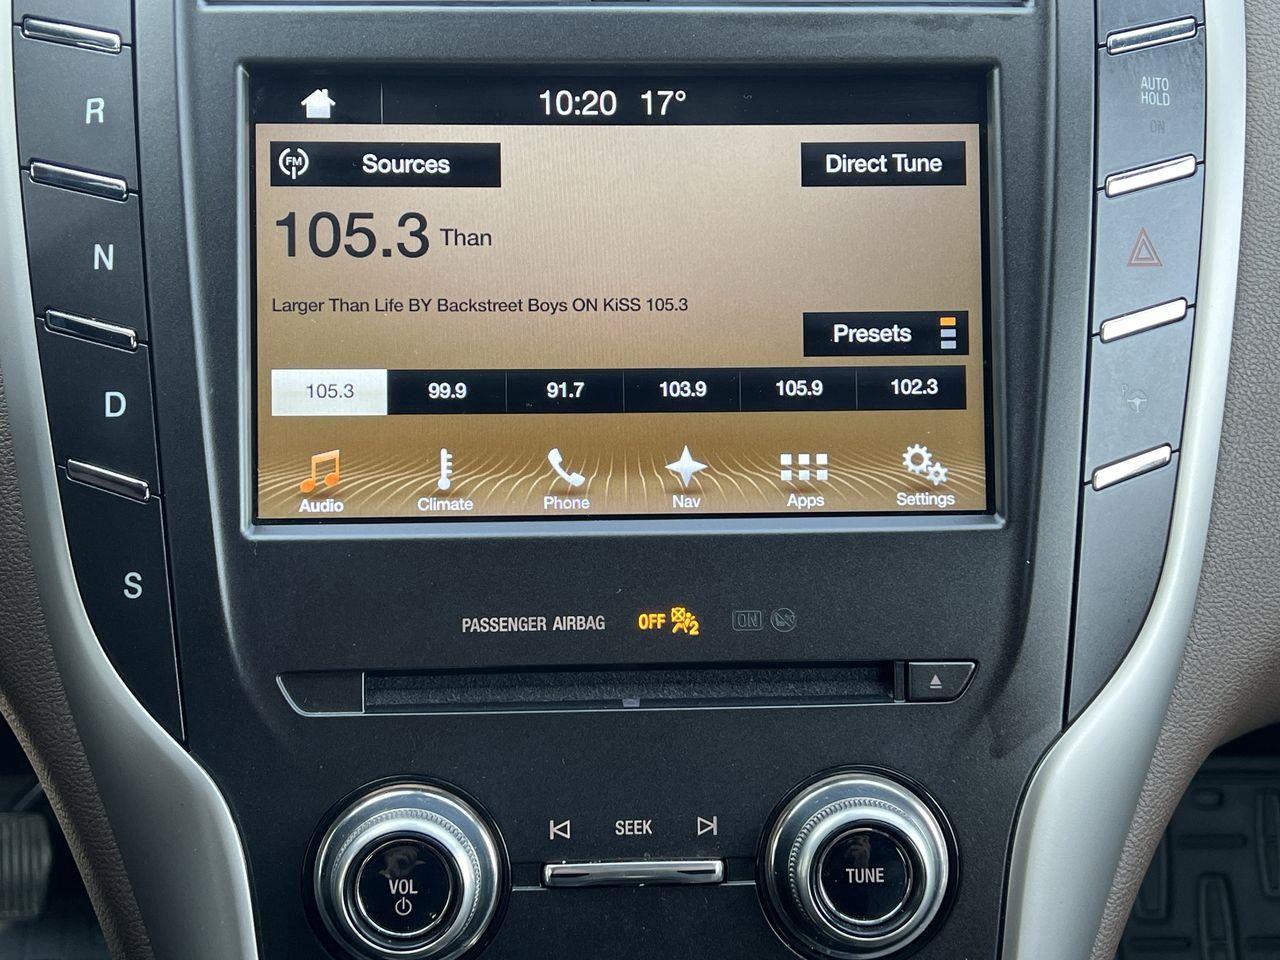 10:20 17°
FM Sources
Direct Tune
105.3 Than
Larger Than Life BY Backstreet Boys ON KiSS 105.3
Presets
105.3 99.9 91.7 103.9 105.9 102.3
Audio Climate Phone Nav Apps Settings
R
N
D
S
AUTO
HOLD
ON
PASSENGER AIRBAG OFF 2 ON
SEEK
VOL
TUNE